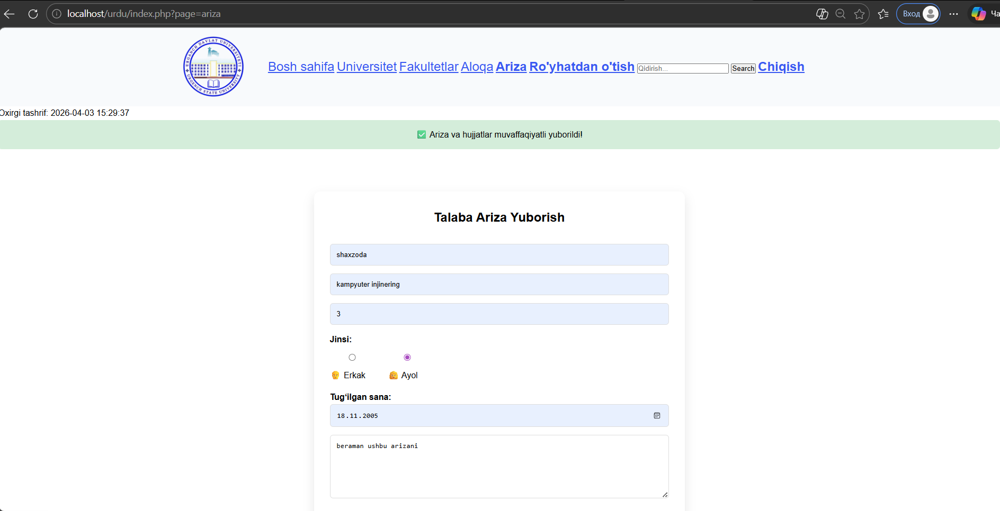 localhost/urdu/index.php?page=ariza
Вход
Ча
URGANCH DAVLAT UNIVERSITETI
URGENCH STATE UNIVERSITY
Bosh sahifa Universitet Fakultetlar Aloqa Ariza Ro'yhatdan o'tish Qidirish... Search Chiqish
Oxirgi tashrif: 2026-04-03 15:29:37
✅ Ariza va hujjatlar muvaffaqiyatli yuborildi!
Talaba Ariza Yuborish
shaxzoda
kampyuter injinering
3
Jinsi:
👨 Erkak 👩 Ayol
Tug‘ilgan sana:
18.11.2005
beraman ushbu arizani